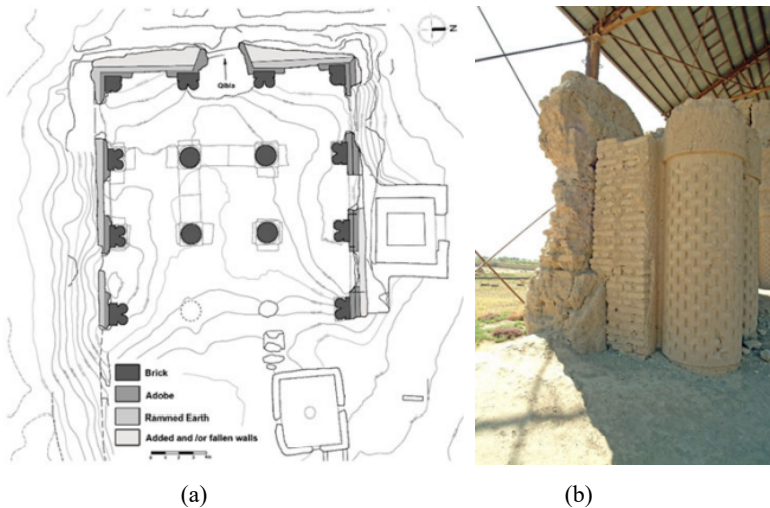 N
Qibla
Brick
Adobe
Rammed Earth
Added and /or fallen walls
(a)
(b)